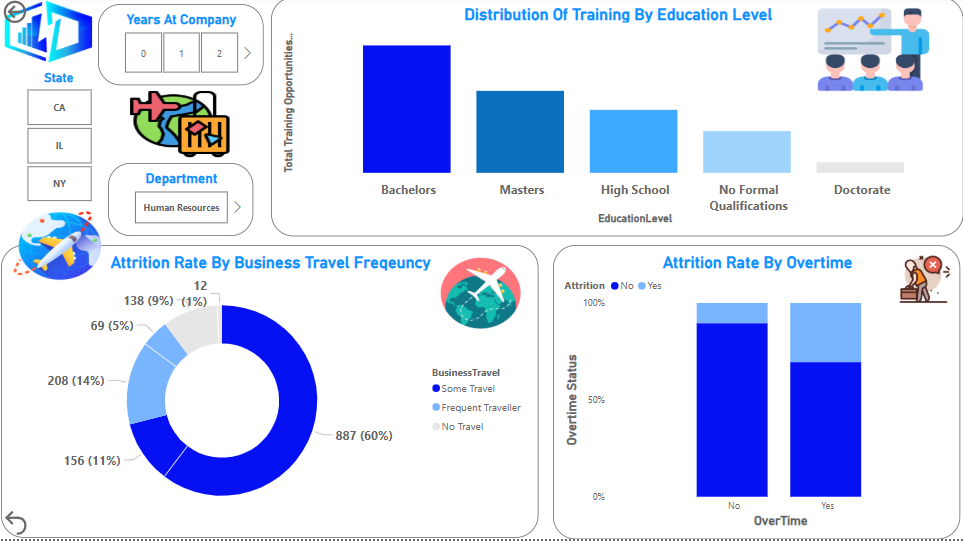 Years At Company
0 1 2
State
CA
IL
NY
Department
Human Resources
Distribution Of Training By Education Level
Total Training Opportunities...
Bachelors
Masters
High School
No Formal
Qualifications
Doctorate
EducationLevel
Attrition Rate By Business Travel Freqeuncy
12
(1%)
138 (9%)
69 (5%)
208 (14%)
156 (11%)
887 (60%)
BusinessTravel
Some Travel
Frequent Traveller
No Travel
Attrition Rate By Overtime
Attrition No Yes
100%
50%
0%
Overtime Status
No
Yes
OverTime